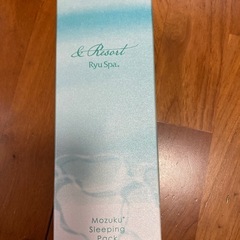 & Resort
Ryu Spa.
Mozuku
Sleeping
Pack